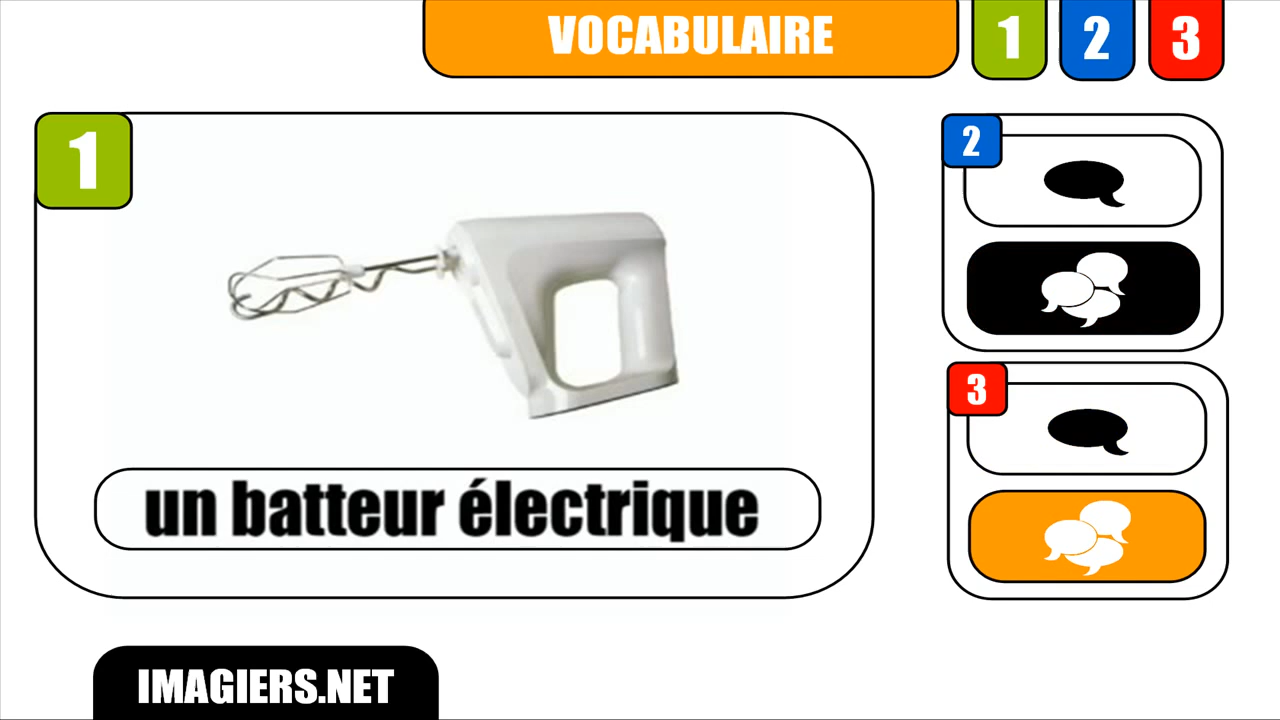 VOCABULAIRE
1
2
3
1
un batteur électrique
2
3
IMAGIERS.NET